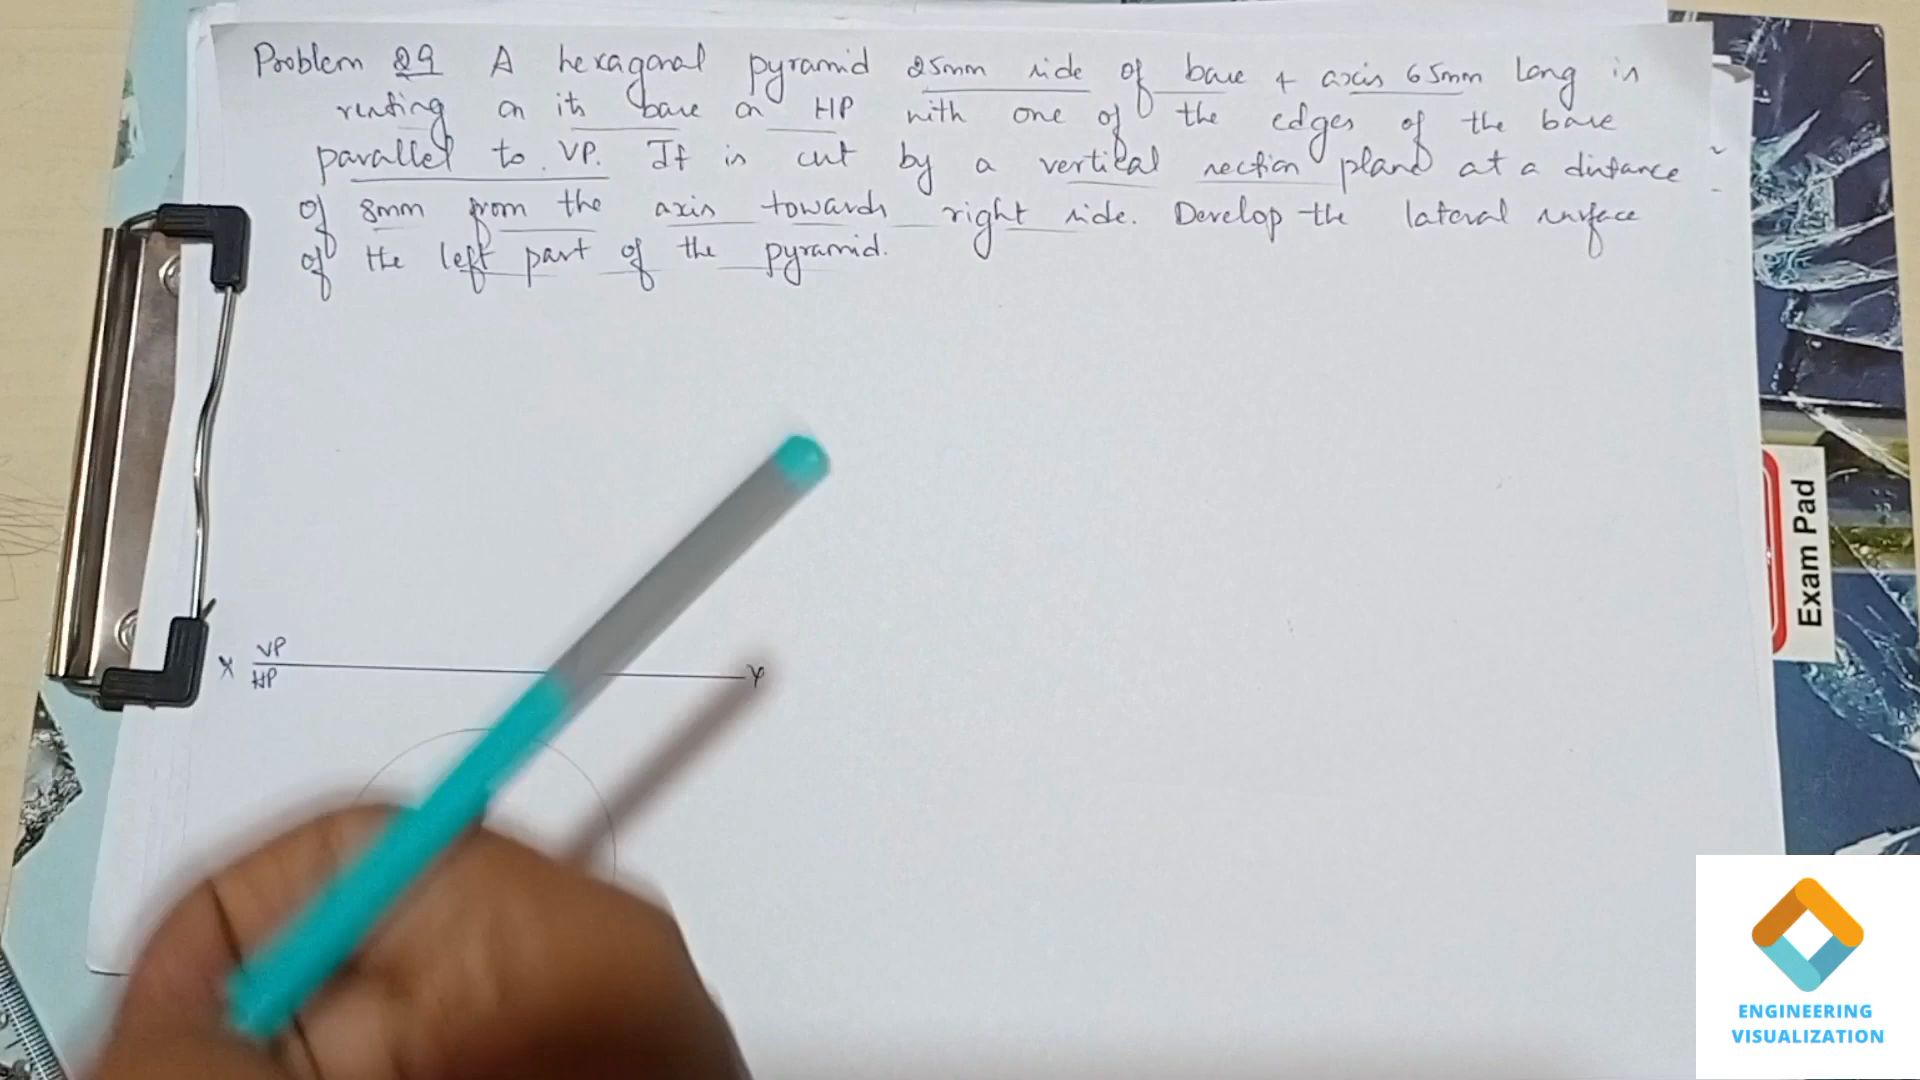 Problem 29 A hexagonal pyramid 25mm side of base & axis 65mm long is
resting on its base on HP with one of the edges of the base
parallel to VP. It is cut by a vertical section plane at a distance
of 8mm from the axis towards right side. Develop the lateral surface
of the left part of the pyramid.
X VP
HP Y
Exam Pad
ENGINEERING
VISUALIZATION